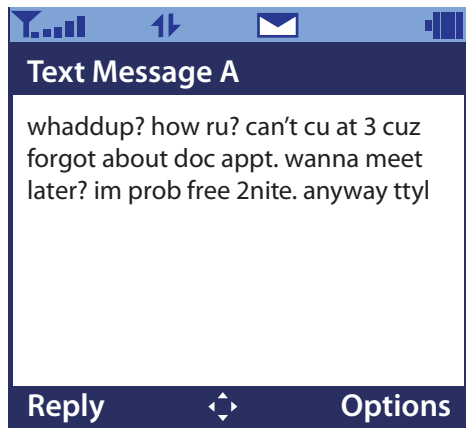 Text Message A
whaddup? how ru? can't cu at 3 cuz
forgot about doc appt. wanna meet
later? im prob free 2nite. anyway ttyl
Reply Options